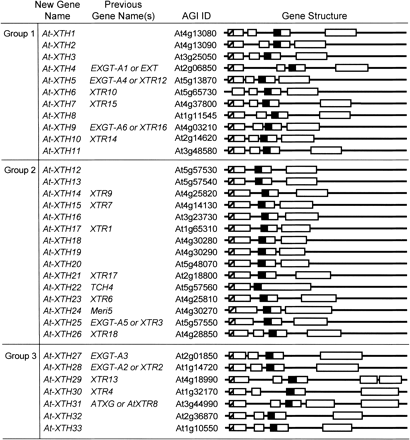 New Gene Name Previous Gene Name(s) AGI ID Gene Structure
Group 1 At-XTH1 At4g13080
At-XTH2 At4g13090
At-XTH3 At3g25050
At-XTH4 EXGT-A1 or EXT At2g06850
At-XTH5 EXGT-A4 or XTR12 At5g13870
At-XTH6 XTR10 At5g65730
At-XTH7 XTR15 At4g37800
At-XTH8 At1g11545
At-XTH9 EXGT-A6 or XTR16 At4g03210
At-XTH10 XTR14 At2g14620
At-XTH11 At3g48580
Group 2 At-XTH12 At5g57530
At-XTH13 At5g57540
At-XTH14 XTR9 At4g25820
At-XTH15 XTR7 At4g14130
At-XTH16 At3g23730
At-XTH17 XTR1 At1g65310
At-XTH18 At4g30280
At-XTH19 At4g30290
At-XTH20 At5g48070
At-XTH21 XTR17 At2g18800
At-XTH22 TCH4 At5g57560
At-XTH23 XTR6 At4g25810
At-XTH24 Meri5 At4g30270
At-XTH25 EXGT-A5 or XTR3 At5g57550
At-XTH26 XTR18 At4g28850
Group 3 At-XTH27 EXGT-A3 At2g01850
At-XTH28 EXGT-A2 or XTR2 At1g14720
At-XTH29 XTR13 At4g18990
At-XTH30 XTR4 At1g32170
At-XTH31 ATXG or AtXTR8 At3g44990
At-XTH32 At2g36870
At-XTH33 At1g10550